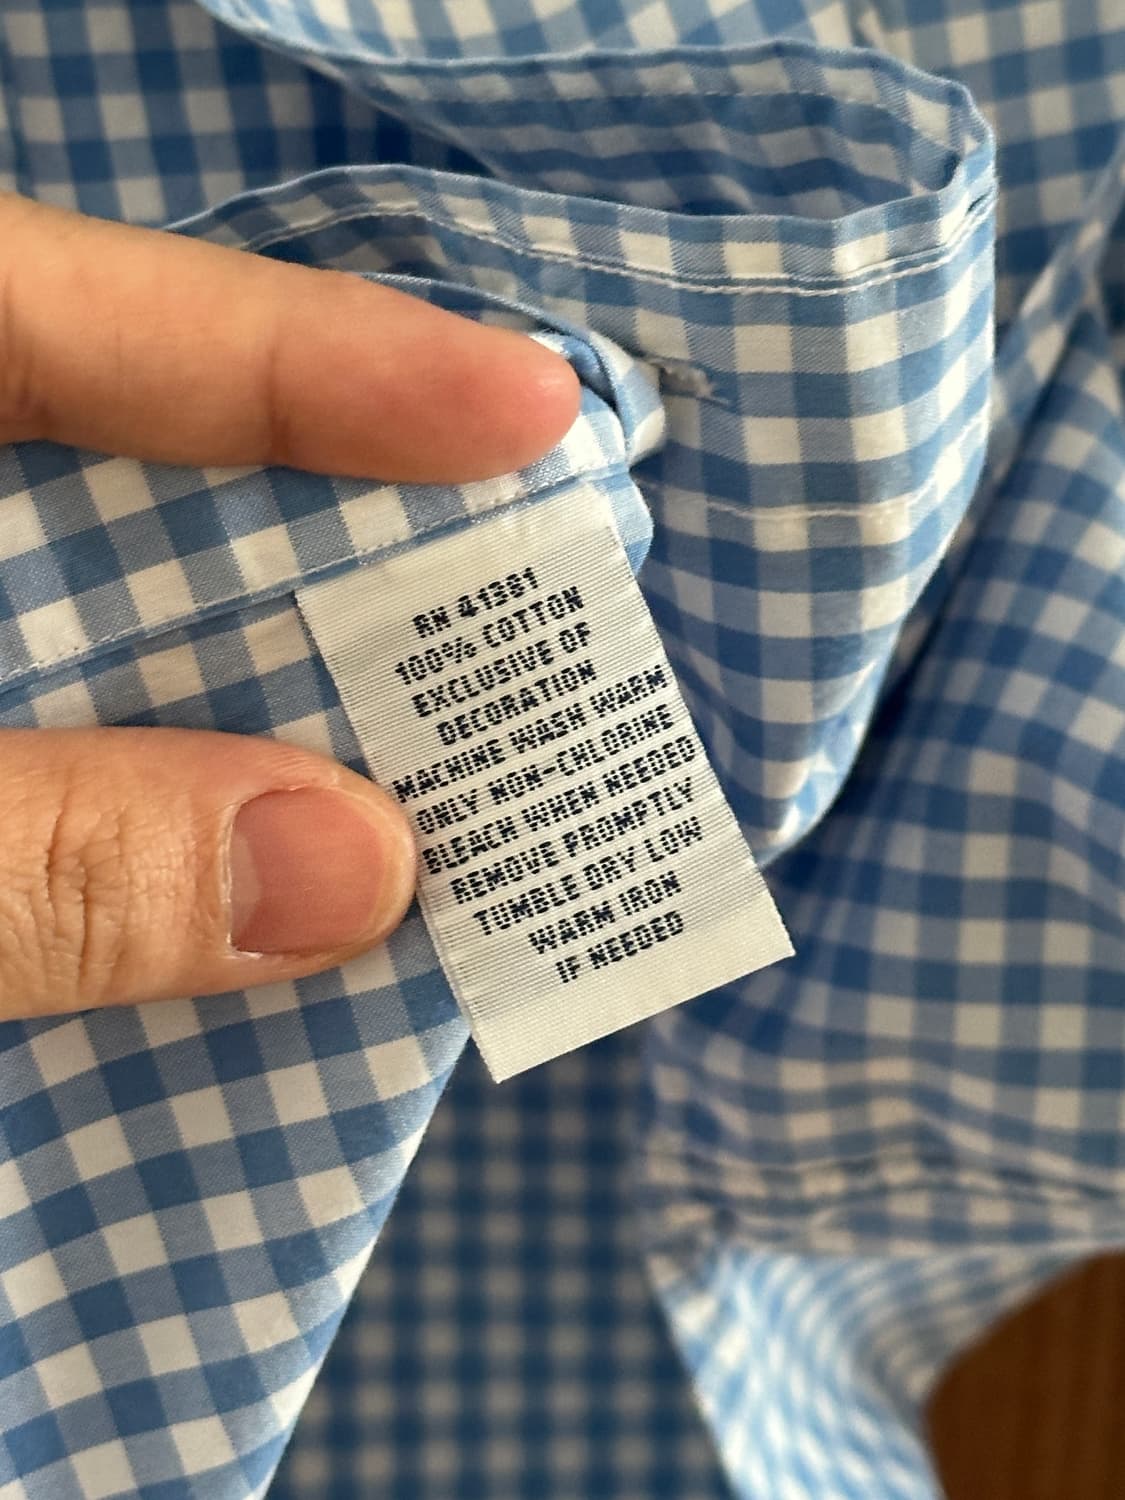 RN 41381
100% COTTON
EXCLUSIVE OF
DECORATION
MACHINE WASH WARM
ONLY NON-CHLORINE
BLEACH WHEN NEEDED
REMOVE PROMPTLY
TUMBLE DRY LOW
WARM IRON
IF NEEDED